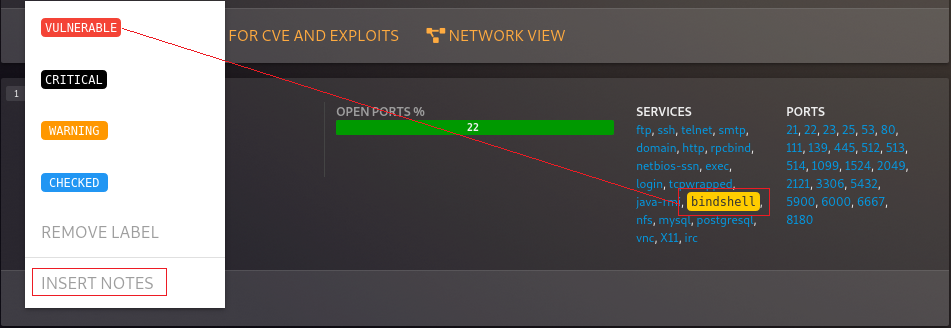 VULNERABLE
CRITICAL
WARNING
CHECKED
REMOVE LABEL
INSERT NOTES
FOR CVE AND EXPLOITS
NETWORK VIEW
1
OPEN PORTS %
22
SERVICES
ftp, ssh, telnet, smtp,
domain, http, rpcbind,
netbios-ssn, exec,
login, tcpwrapped,
java-rmi, bindshell,
nfs, mysql, postgresql,
vnc, X11, irc
PORTS
21, 22, 23, 25, 53, 80,
111, 139, 445, 512, 513,
514, 1099, 1524, 2049,
2121, 3306, 5432,
5900, 6000, 6667,
8180